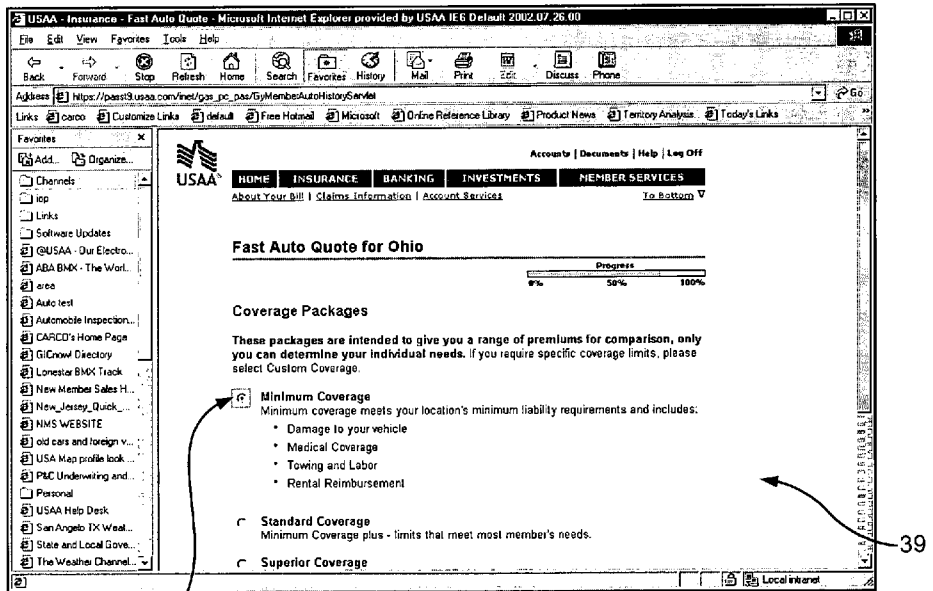 USAA - Insurance - Fast Auto Quote - Microsoft Internet Explorer provided by USAA IE6 Default 2002.07.26.00
File Edit View Favorites Tools Help
Back Forward Stop Refresh Home Search Favorites History Mail Print Edit Discuss Phone
Address https://passt9.usaa.com/inet/gas_pc_pas/GyMemberAutoHistoryServlet Go
Links carco Customize Links default Free Hotmail Microsoft Online Reference Library Product News Territory Analysis Today's Links
Favorites
Add... Organize...
Channels
iop
Links
Software Updates
@USAA - Our Electro...
ABA BMX - The Worl...
area
Auto test
Automobile Inspection...
CARCO's Home Page
GICnow! Directory
Lonestar BMX Track
New Member Sales H...
New_Jersey_Quick_...
NMS WEBSITE
old cars and foreign v...
USA Map profile look ...
P&C Underwriting and...
Personal
USAA Help Desk
San Angelo TX Weat...
State and Local Gove...
The Weather Channel...
USAA®
Accounts | Documents | Help | Log Off
HOME INSURANCE BANKING INVESTMENTS MEMBER SERVICES
About Your Bill | Claims Information | Account Services To Bottom
Fast Auto Quote for Ohio
Progress
0% 50% 100%
Coverage Packages
These packages are intended to give you a range of premiums for comparison, only
you can determine your individual needs. If you require specific coverage limits, please
select Custom Coverage.
Minimum Coverage
Minimum coverage meets your location's minimum liability requirements and includes:
• Damage to your vehicle
• Medical Coverage
• Towing and Labor
• Rental Reimbursement
Standard Coverage
Minimum Coverage plus - limits that meet most member's needs.
Superior Coverage
Local intranet
39